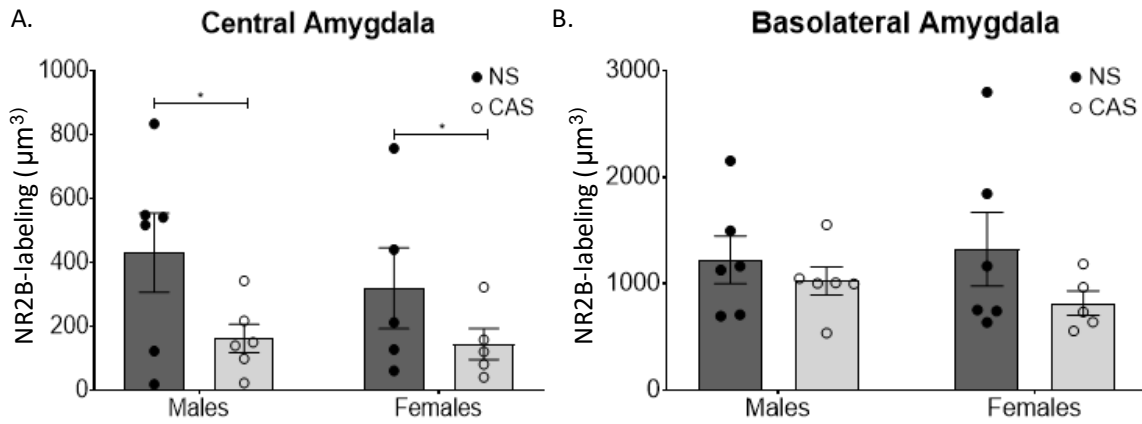 A.
Central Amygdala
NR2B-labeling ( µm³)
1000
800
600
400
200
0
NS
CAS
*
*
Males
Females
B.
Basolateral Amygdala
NR2B-labeling ( µm³)
3000
2000
1000
0
NS
CAS
Males
Females